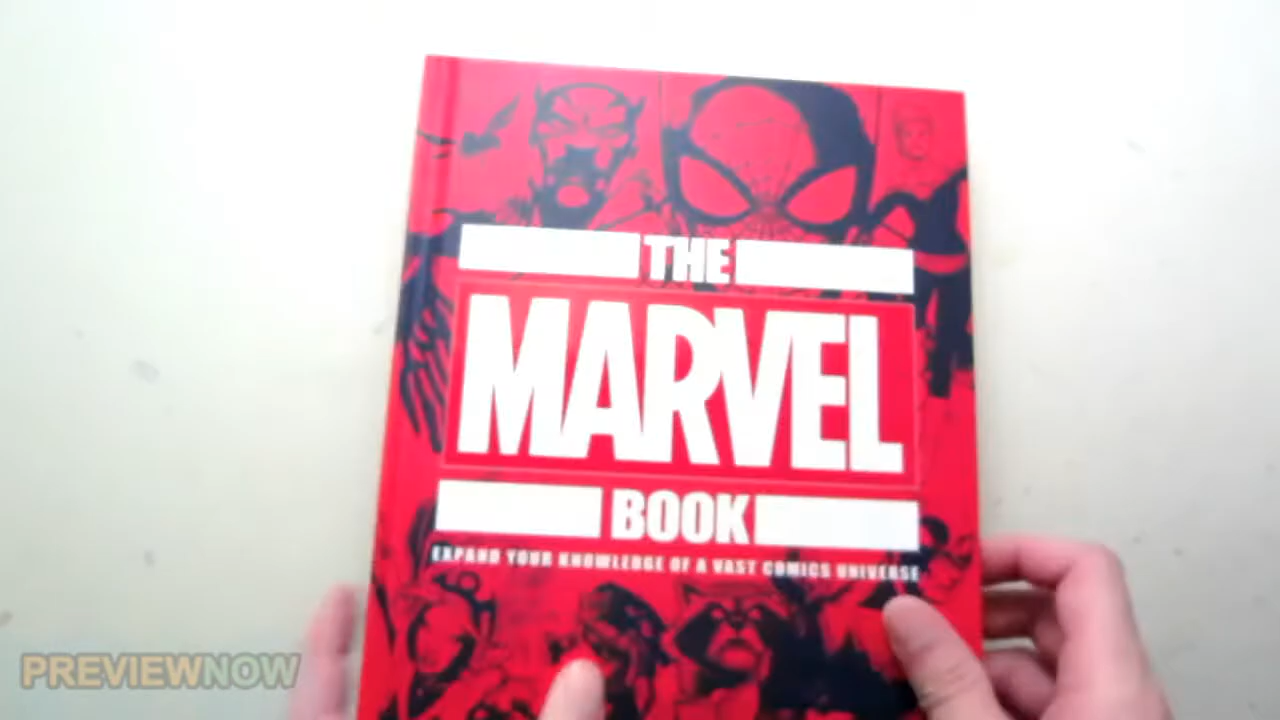 THE
MARVEL
BOOK
EXPAND YOUR KNOWLEDGE OF A VAST COMICS UNIVERSE
PREVIEWNOW